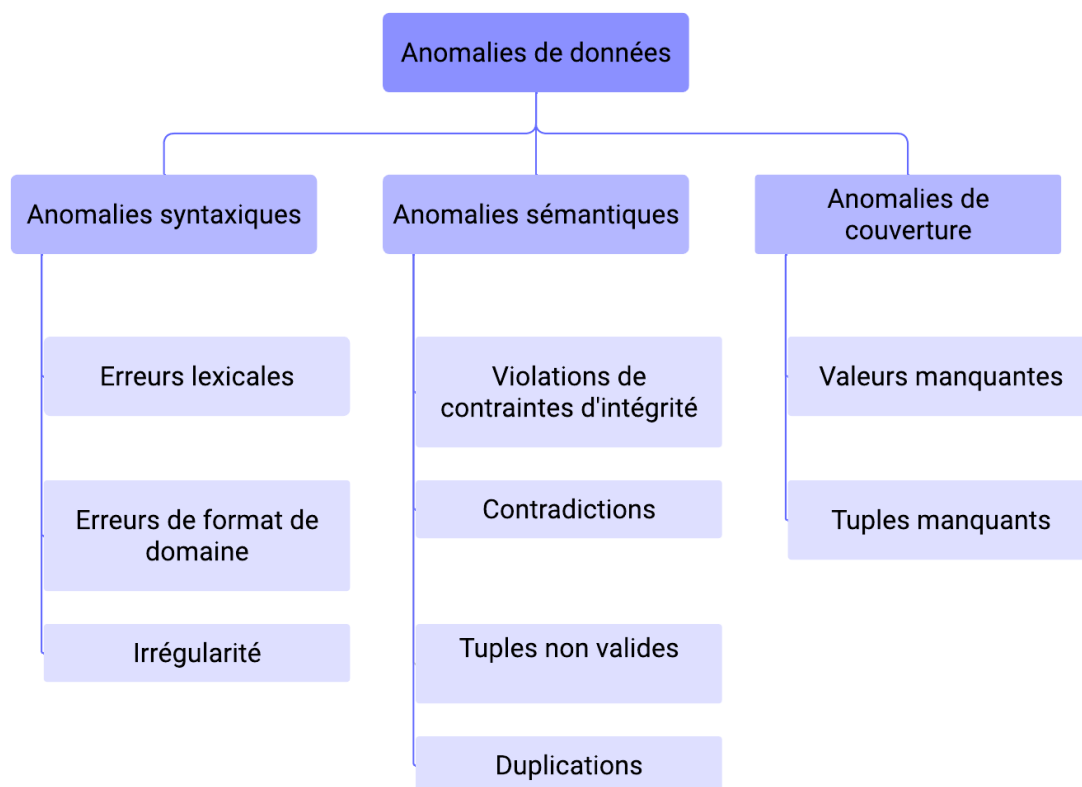 Anomalies de données
Anomalies syntaxiques
Anomalies sémantiques
Anomalies de
couverture
Erreurs lexicales
Violations de
contraintes d'intégrité
Valeurs manquantes
Erreurs de format de
domaine
Contradictions
Tuples manquants
Irrégularité
Tuples non valides
Duplications